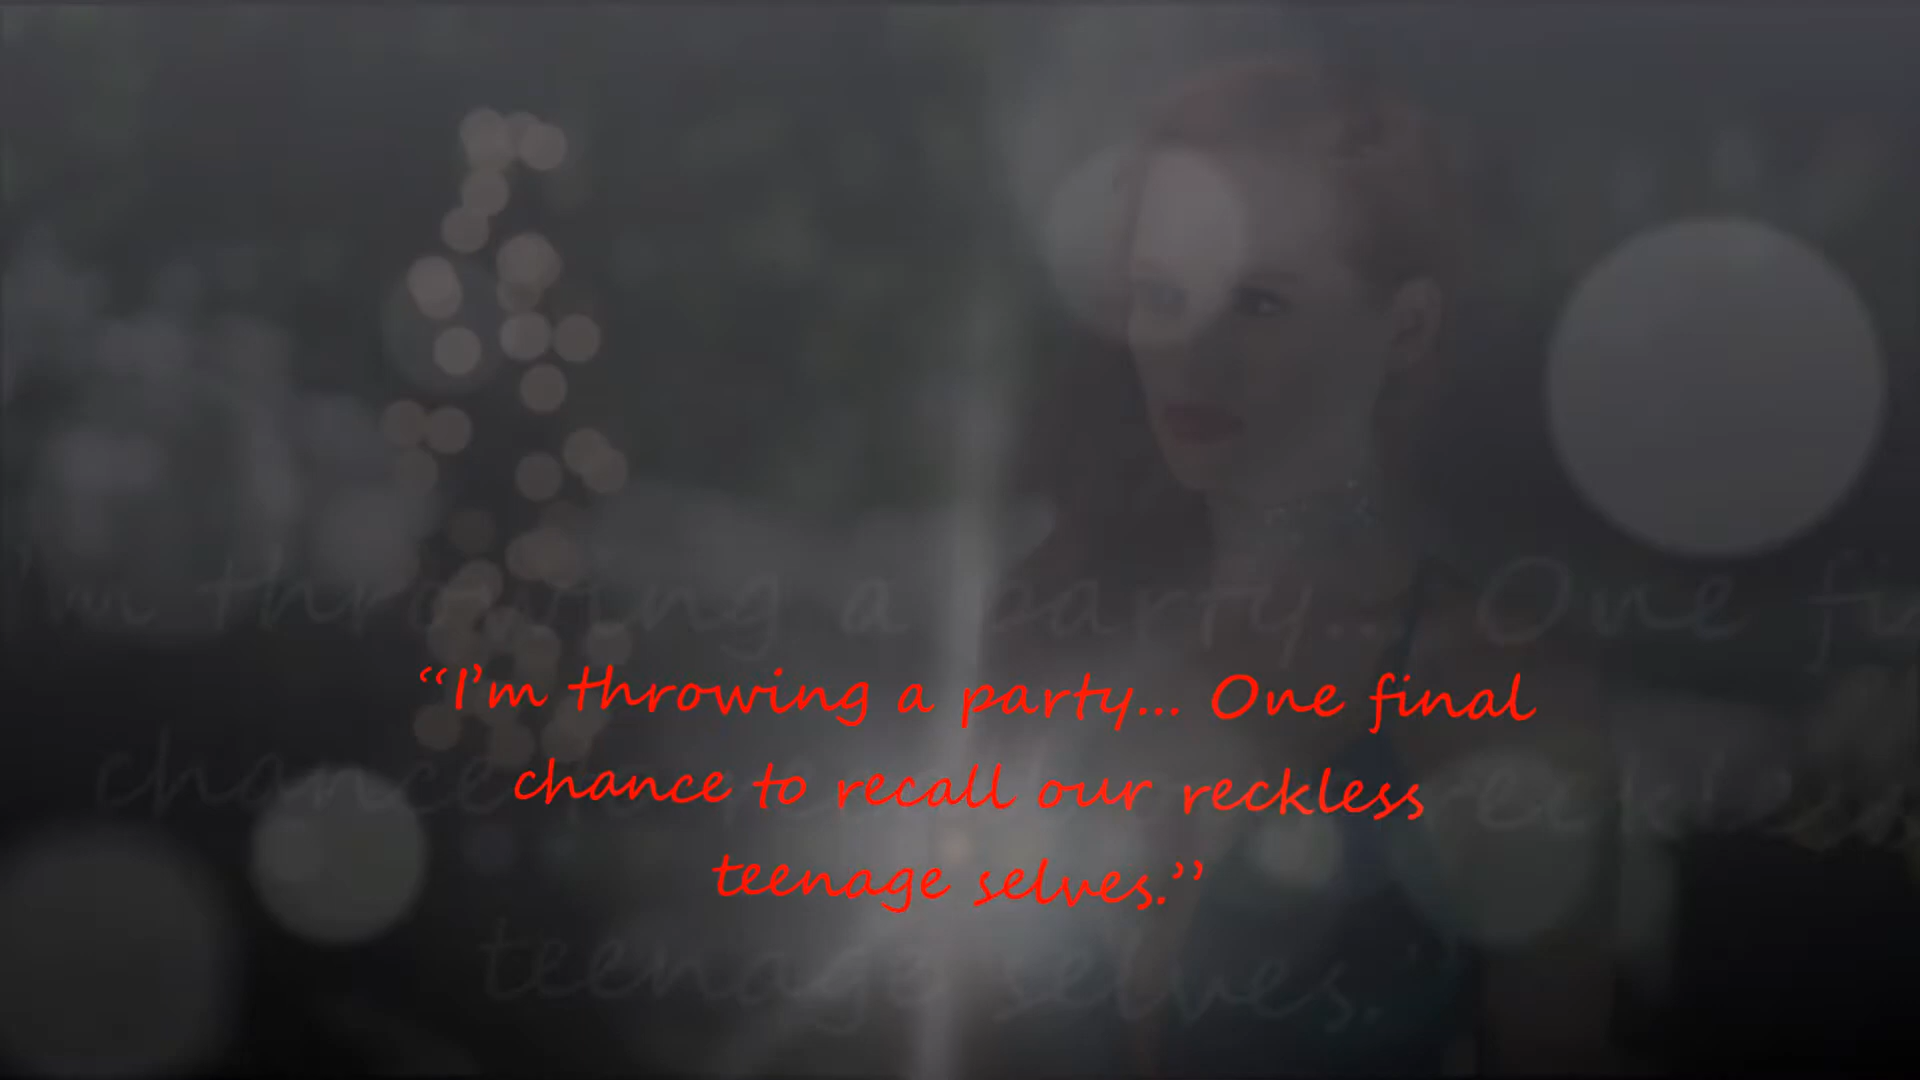 “I’m throwing a party... One final
chance to recall our reckless
teenage selves.”